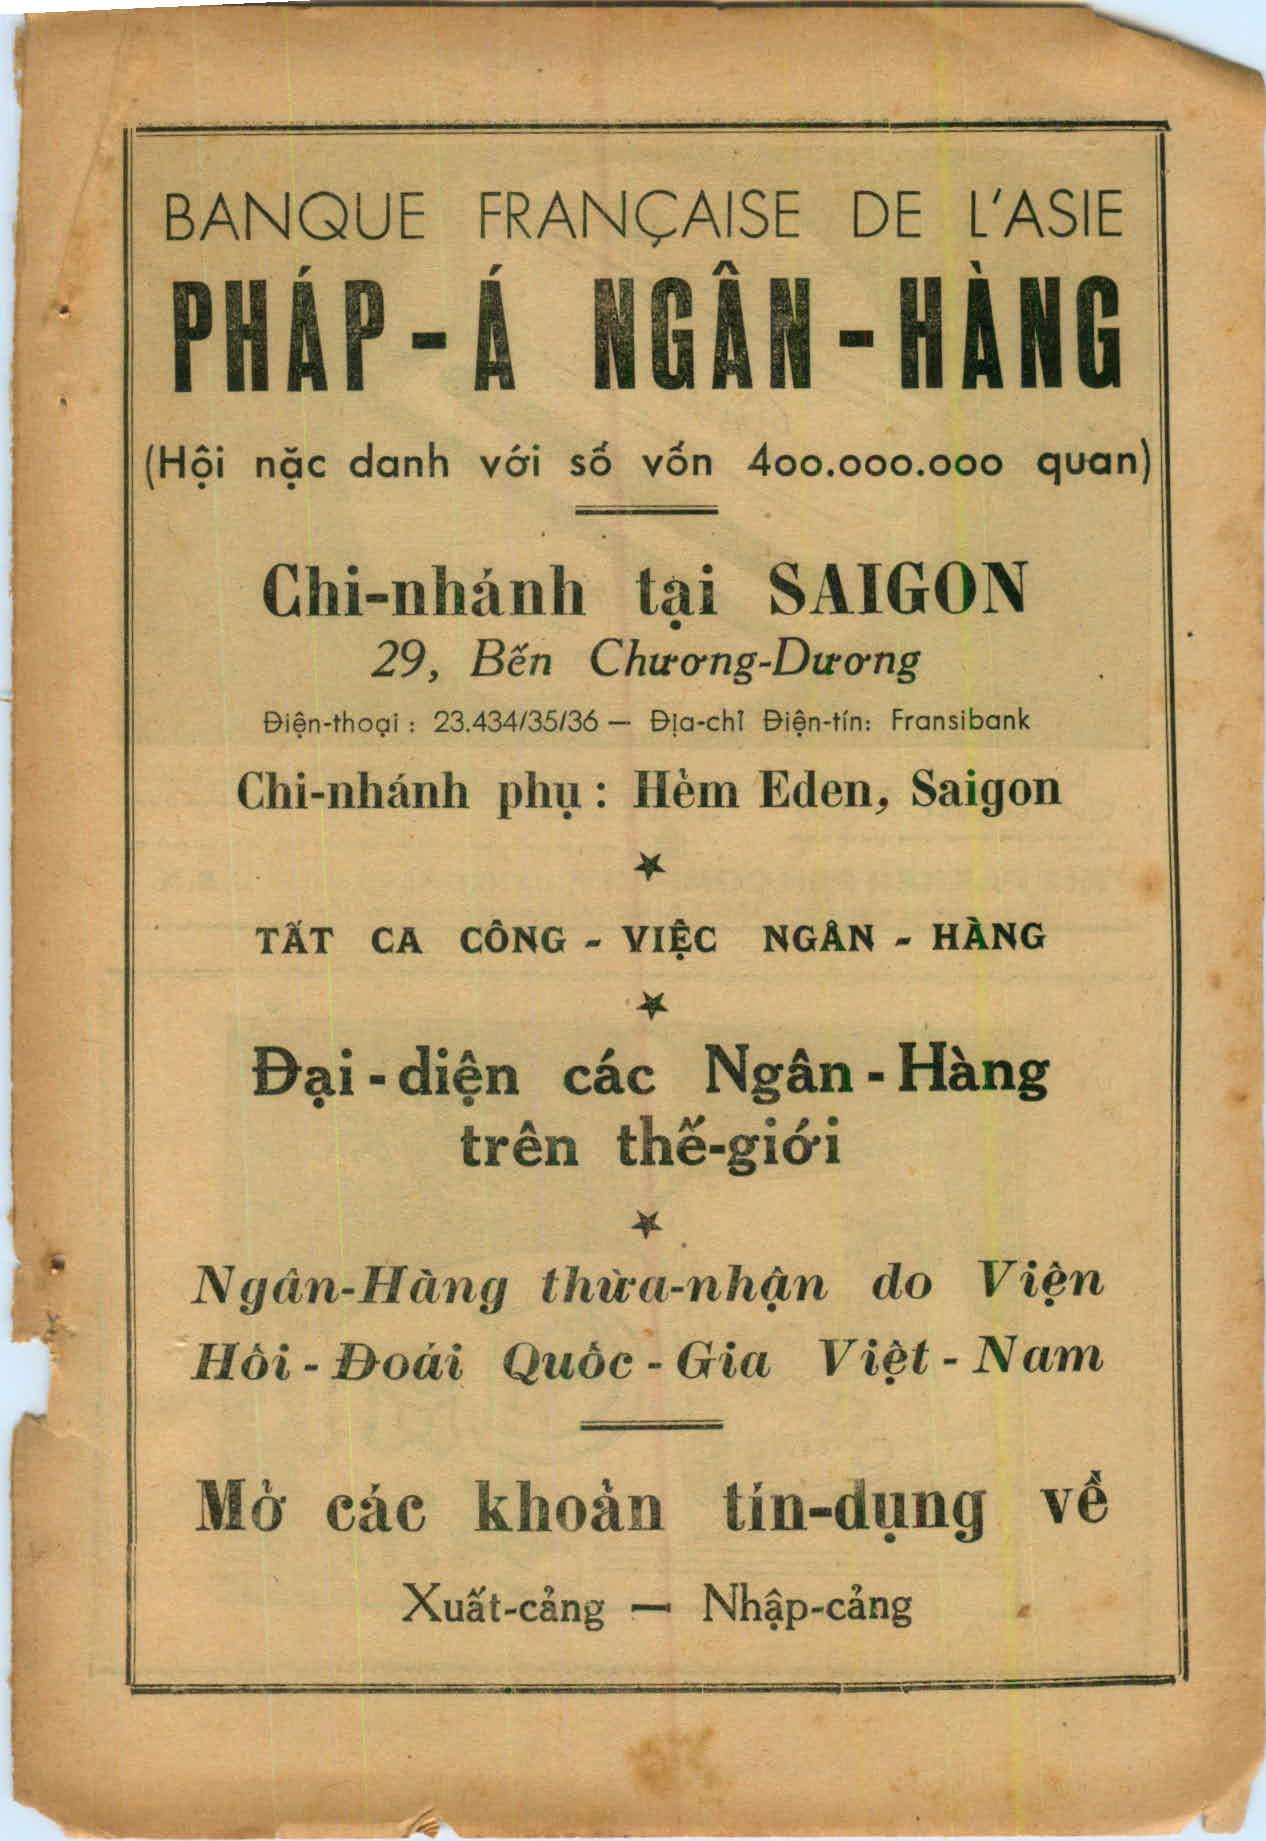 BANQUE FRANÇAISE DE L'ASIE
PHÁP - Á NGÂN - HÀNG
(Hội nặc danh với số vốn 400.000.000 quan)
Chi-nhánh tại SAIGON
29, Bến Chương-Dương
Điện-thoại : 23.434/35/36 — Địa-chỉ Điện-tín: Fransibank
Chi-nhánh phụ : Hèm Eden, Saigon
TẤT CA CÔNG - VIỆC NGÂN - HÀNG
Đại - diện các Ngân - Hàng
trên thế-giới
Ngân-Hàng thừa-nhận do Viện
Hôi - Đoái Quôc - Gia Việt - Nam
Mở các khoản tín-dụng về
Xuất-cảng — Nhập-cảng